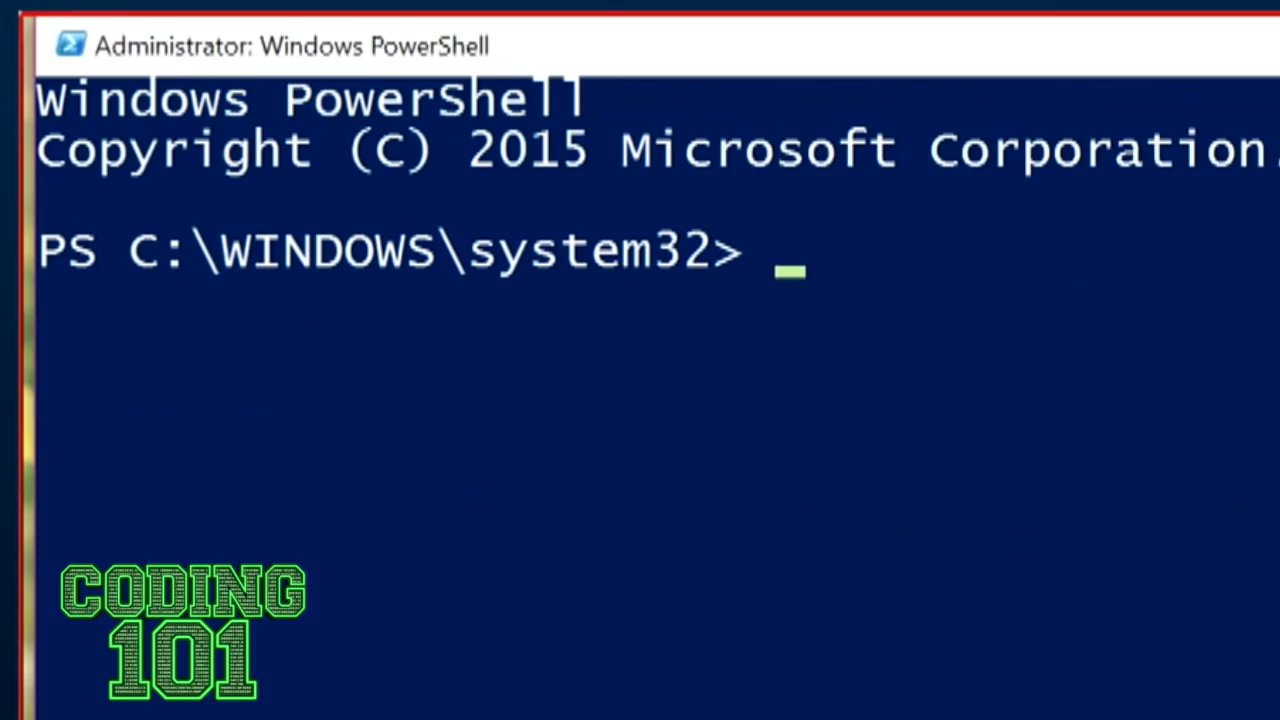 Administrator: Windows PowerShell
Windows PowerShell
Copyright (C) 2015 Microsoft Corporation.
PS C:\WINDOWS\system32>
CODING
101